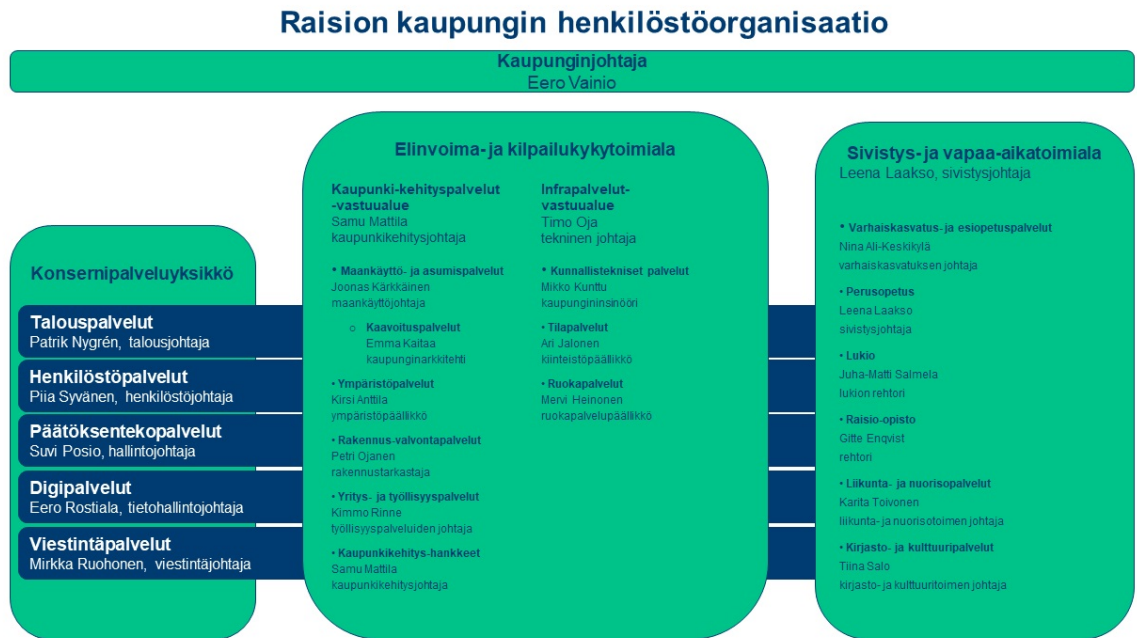 Raision kaupungin henkilöstöorganisaatio
Kaupunginjohtaja
Eero Vainio
Konsernipalveluyksikkö
Talouspalvelut
Patrik Nygrén, talousjohtaja
Henkilöstöpalvelut
Piia Syvänen, henkilöstöjohtaja
Päätöksentekopalvelut
Suvi Posio, hallintojohtaja
Digipalvelut
Eero Rostiala, tietohallintojohtaja
Viestintäpalvelut
Mirkka Ruohonen, viestintäjohtaja
Elinvoima- ja kilpailukykytoimiala
Kaupunki-kehityspalvelut
-vastuualue
Samu Mattila
kaupunkikehitysjohtaja
• Maankäyttö- ja asumispalvelut
Joonas Kärkkäinen
maankäyttöjohtaja
o Kaavoituspalvelut
Emma Kaitaa
kaupunginarkkitehti
• Ympäristöpalvelut
Kirsi Anttila
ympäristöpäällikkö
• Rakennus-valvontapalvelut
Petri Ojanen
rakennustarkastaja
• Yritys- ja työllisyyspalvelut
Kimmo Rinne
työllisyyspalveluiden johtaja
• Kaupunkikehitys-hankkeet
Samu Mattila
kaupunkikehitysjohtaja
Infrapalvelut-
vastuualue
Timo Oja
tekninen johtaja
• Kunnallistekniset palvelut
Mikko Kunttu
kaupungininsinööri
• Tilapalvelut
Ari Jalonen
kiinteistöpäällikkö
• Ruokapalvelut
Mervi Heinonen
ruokapalvelupäällikkö
Sivistys- ja vapaa-aikatoimiala
Leena Laakso, sivistysjohtaja
• Varhaiskasvatus- ja esiopetuspalvelut
Nina Ali-Keskikylä
varhaiskasvatuksen johtaja
• Perusopetus
Leena Laakso
sivistysjohtaja
• Lukio
Juha-Matti Salmela
lukion rehtori
• Raisio-opisto
Gitte Enqvist
rehtori
• Liikunta- ja nuorisopalvelut
Karita Toivonen
liikunta- ja nuorisotoimen johtaja
• Kirjasto- ja kulttuuripalvelut
Tiina Salo
kirjasto- ja kulttuuritoimen johtaja